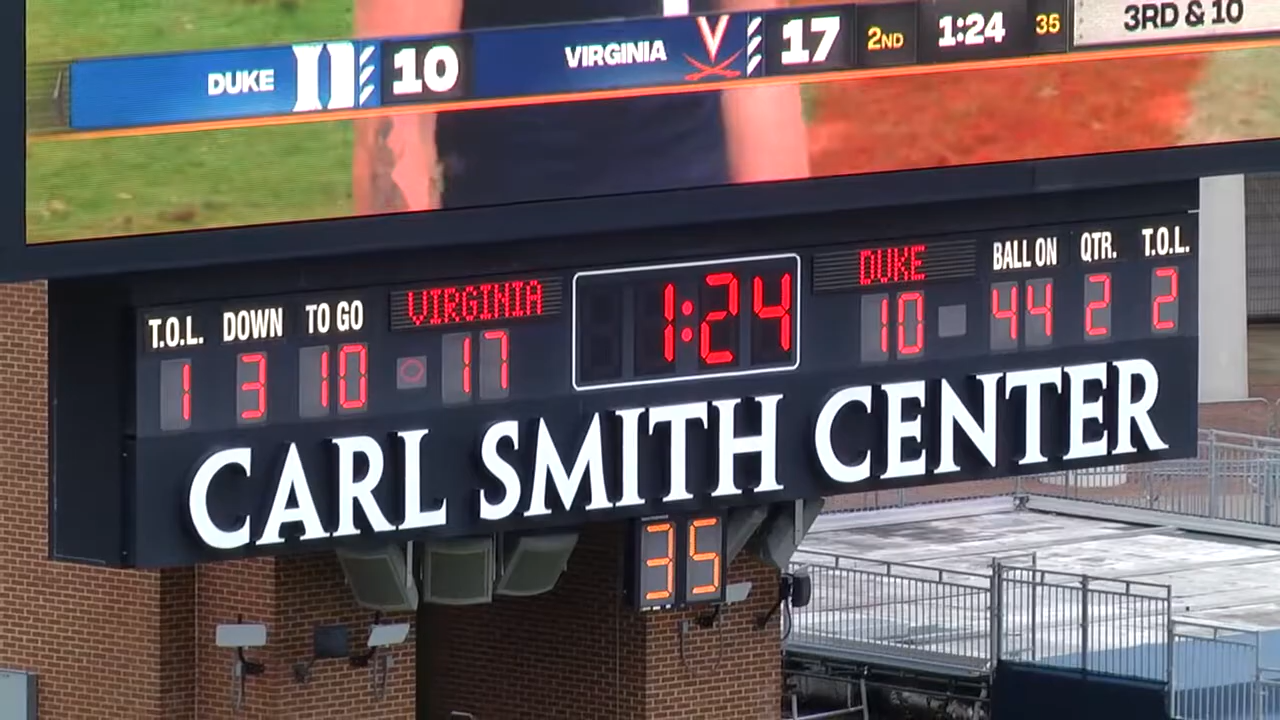 DUKE D 10 VIRGINIA V 17 2ND 1:24 35 3RD & 10
T.O.L. DOWN TO GO VIRGINIA 1:24 DUKE BALL ON QTR. T.O.L.
1 3 10 17 10 44 2 2
CARL SMITH CENTER
35